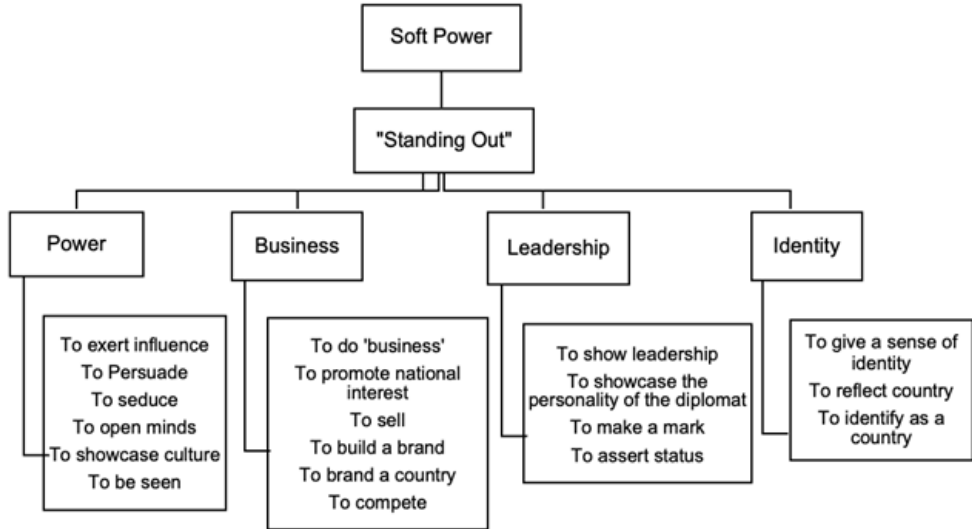 Soft Power
"Standing Out"
Power
Business
Leadership
Identity
To exert influence
To Persuade
To seduce
To open minds
To showcase culture
To be seen
To do 'business'
To promote national
interest
To sell
To build a brand
To brand a country
To compete
To show leadership
To showcase the
personality of the diplomat
To make a mark
To assert status
To give a sense of
identity
To reflect country
To identify as a
country